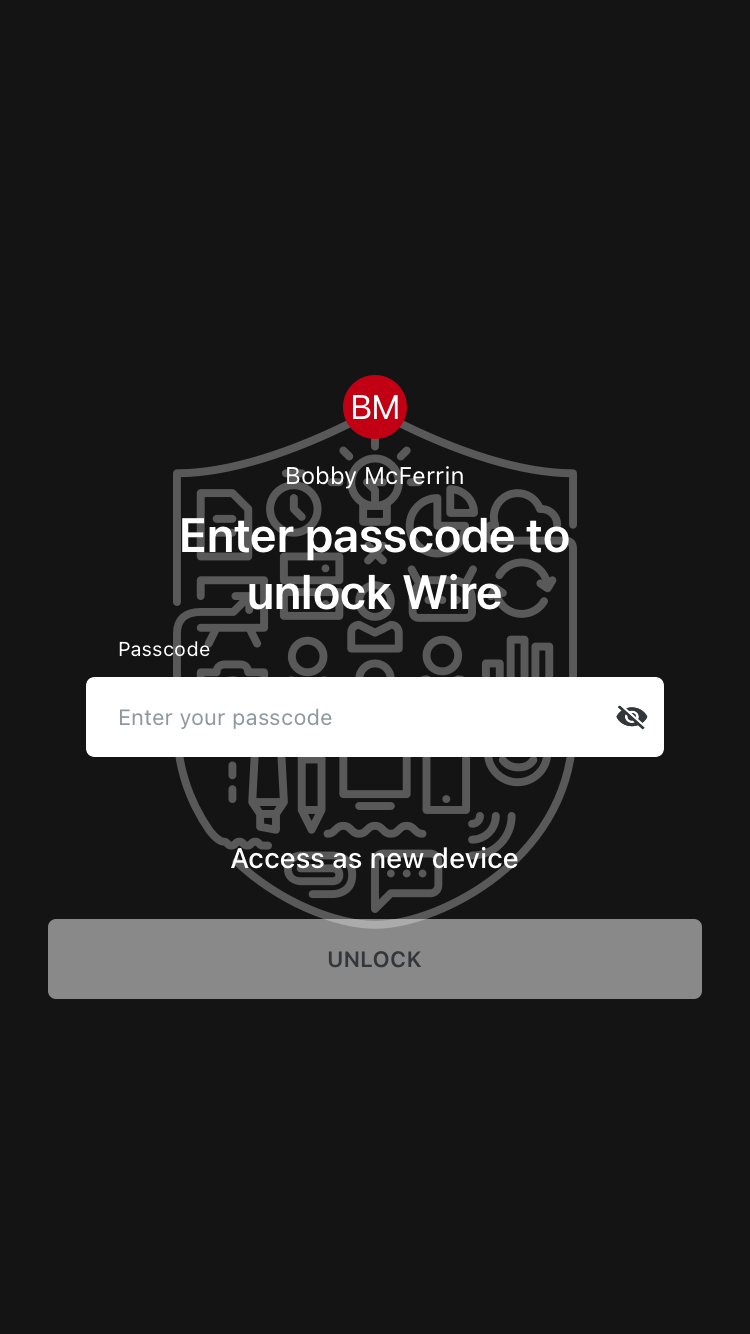 BM
Bobby McFerrin
Enter passcode to
unlock Wire
Passcode
Enter your passcode
Access as new device
UNLOCK